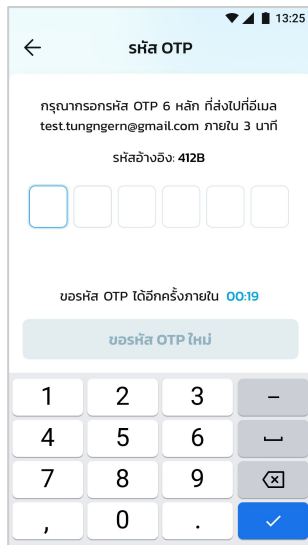 13:25
รหัส OTP
กรุณากรอกรหัส OTP 6 หลัก ที่ส่งไปที่อีเมล
test.tungngern@gmail.com ภายใน 3 นาที
รหัสอ้างอิง: 412B
ขอรหัส OTP ได้อีกครั้งภายใน 00:19
ขอรหัส OTP ใหม่
1 2 3 –
4 5 6
7 8 9
, 0 .